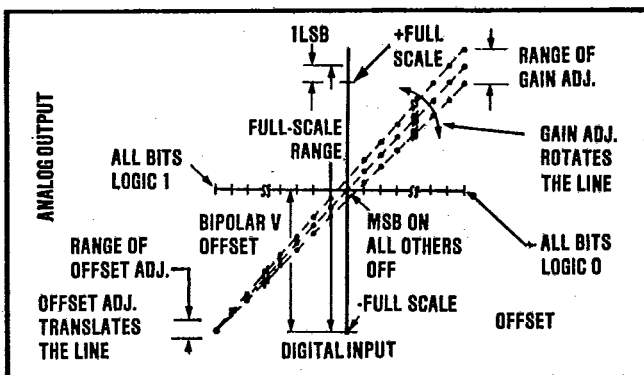 1LSB
+FULL
SCALE
RANGE OF
GAIN ADJ.
ANALOG OUTPUT
FULL-SCALE
RANGE
GAIN ADJ.
ROTATES
THE LINE
ALL BITS
LOGIC 1
BIPOLAR V
OFFSET
MSB ON
ALL OTHERS
OFF
ALL BITS
LOGIC 0
RANGE OF
OFFSET ADJ.
OFFSET ADJ.
TRANSLATES
THE LINE
-FULL SCALE
OFFSET
DIGITAL INPUT